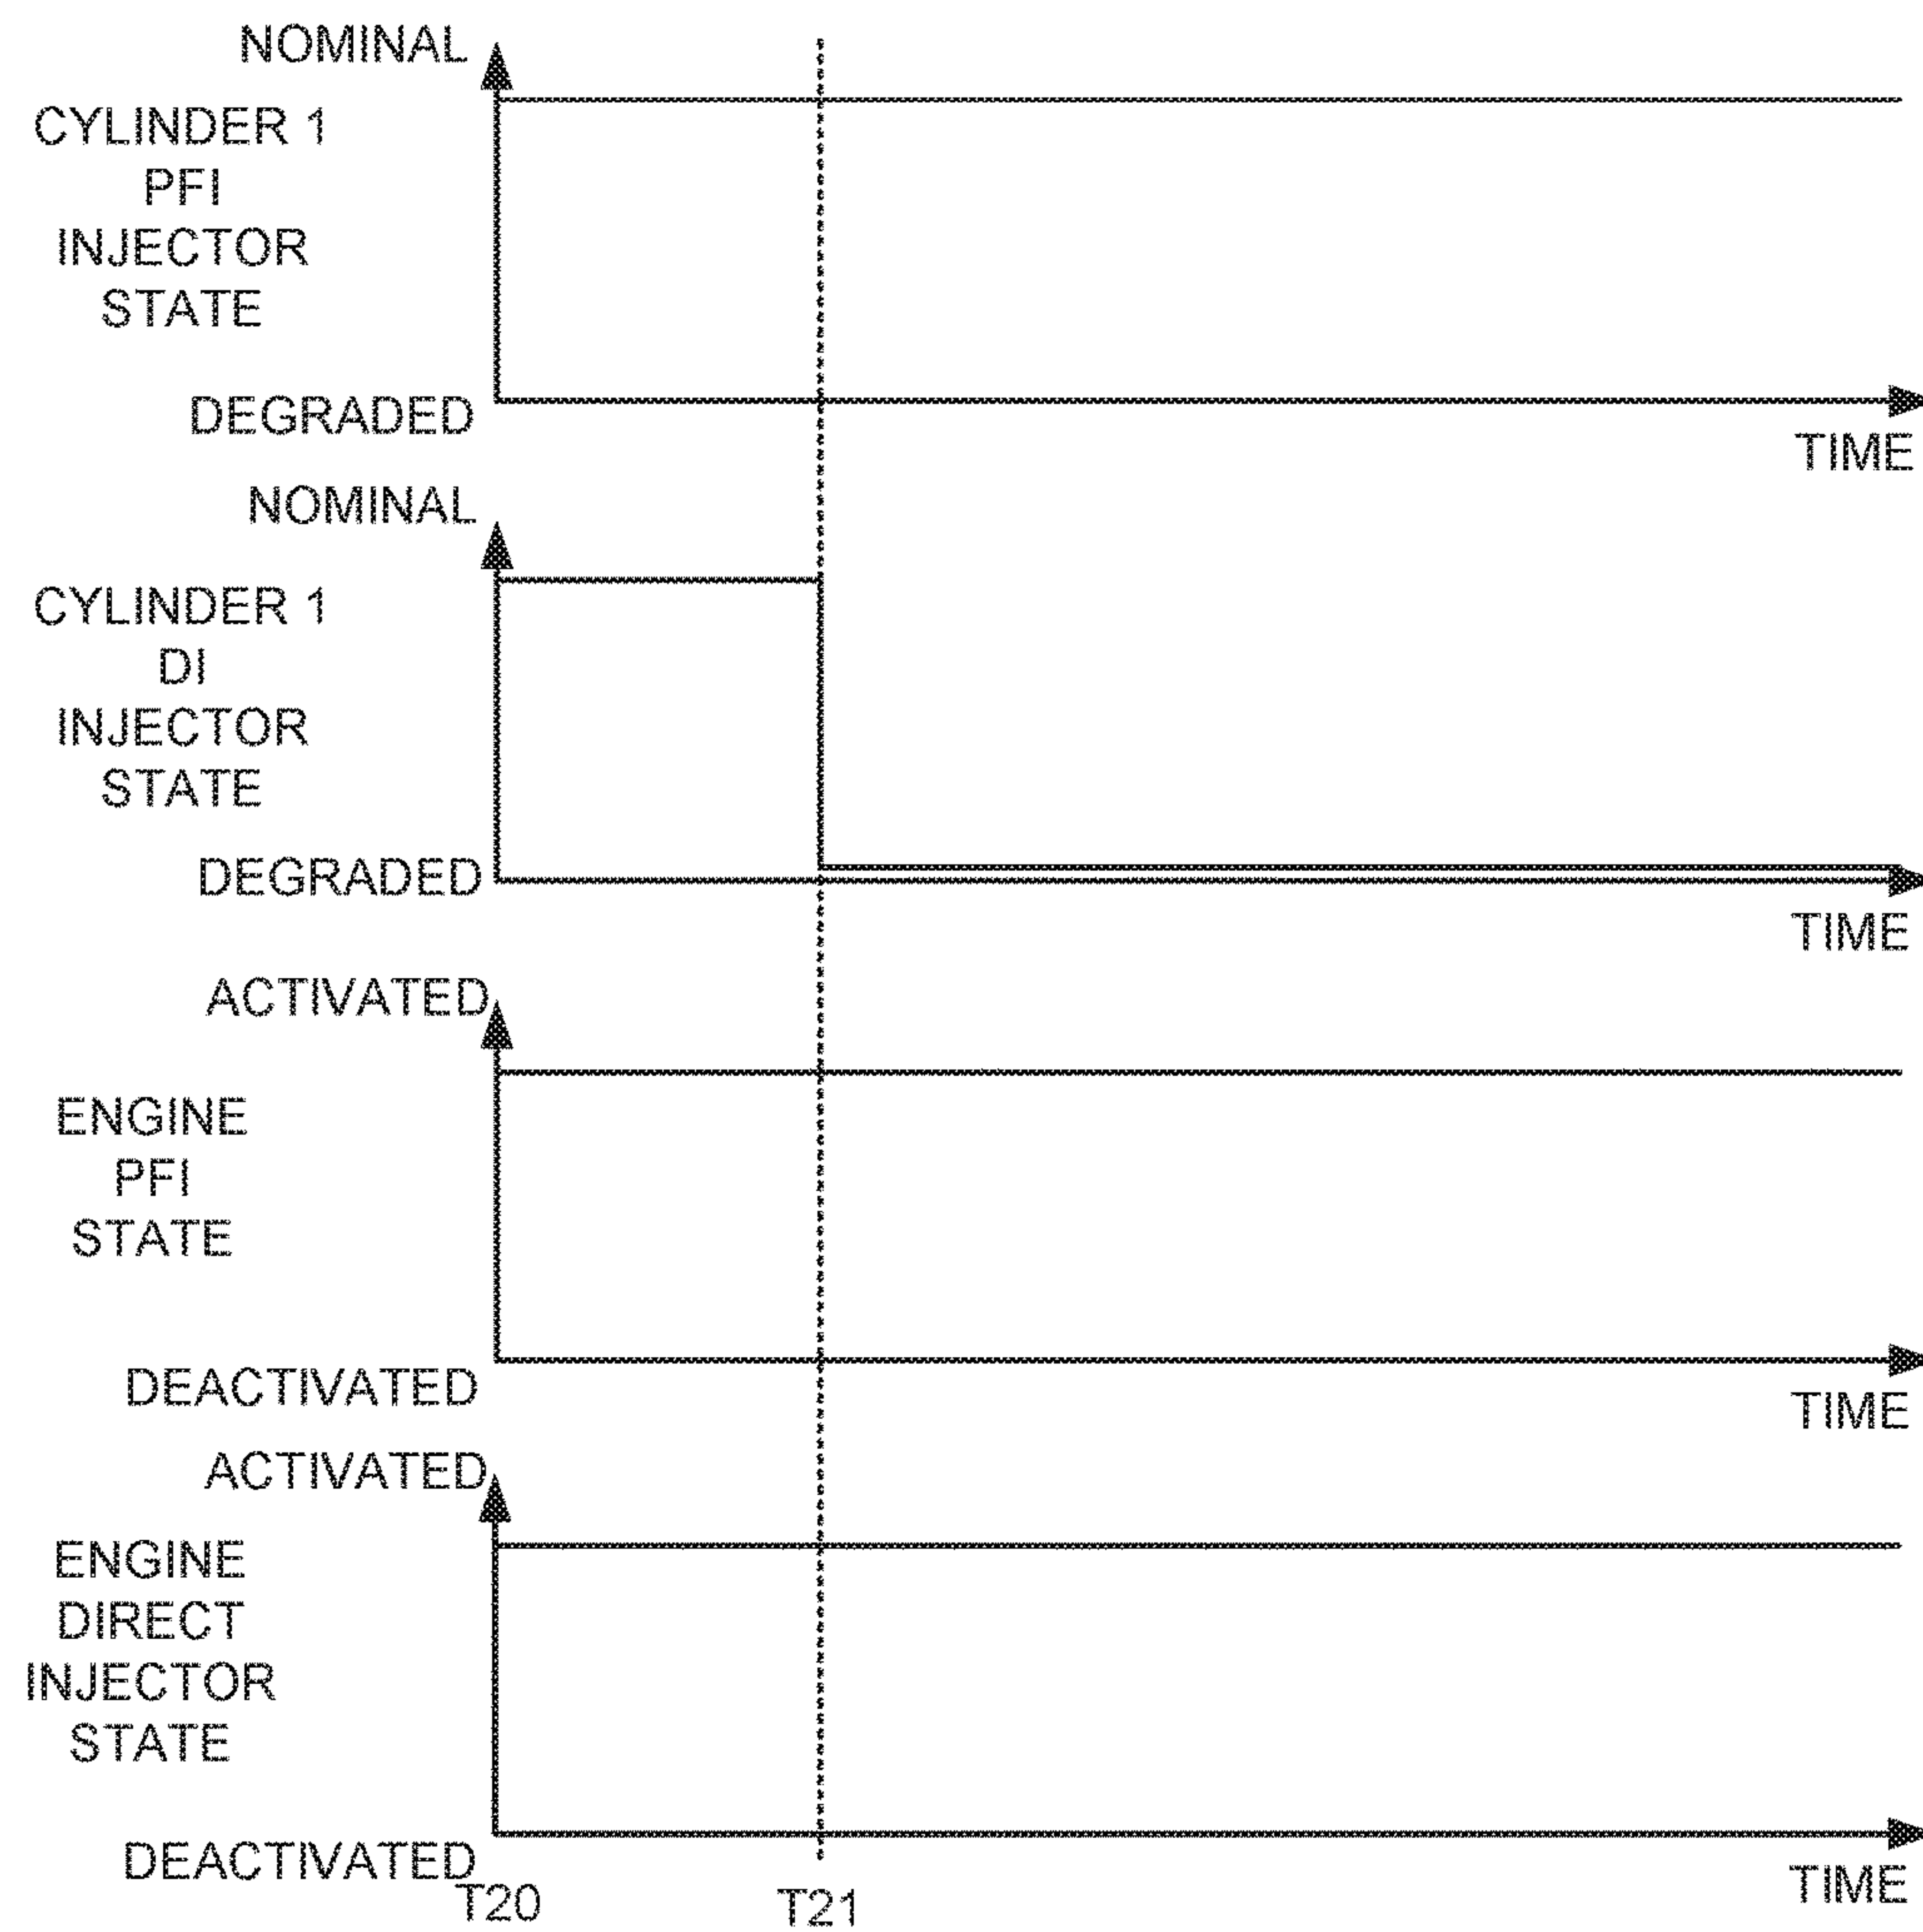 NOMINAL
CYLINDER 1
PFI
INJECTOR
STATE
DEGRADED
TIME
NOMINAL
CYLINDER 1
DI
INJECTOR
STATE
DEGRADED
TIME
ACTIVATED
ENGINE
PFI
STATE
DEACTIVATED
TIME
ACTIVATED
ENGINE
DIRECT
INJECTOR
STATE
DEACTIVATED
TIME
T20
T21